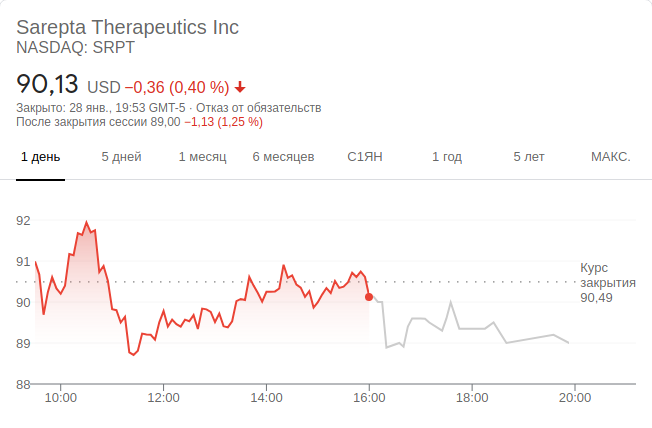 Sarepta Therapeutics Inc
NASDAQ: SRPT
90,13 USD −0,36 (0,40 %)
Закрыто: 28 янв., 19:53 GMT-5 · Отказ от обязательств
После закрытия сессии 89,00 −1,13 (1,25 %)
1 день 5 дней 1 месяц 6 месяцев С1ЯН 1 год 5 лет МАКС.
92
91
Курс
закрытия
90,49
90
89
88
10:00 12:00 14:00 16:00 18:00 20:00